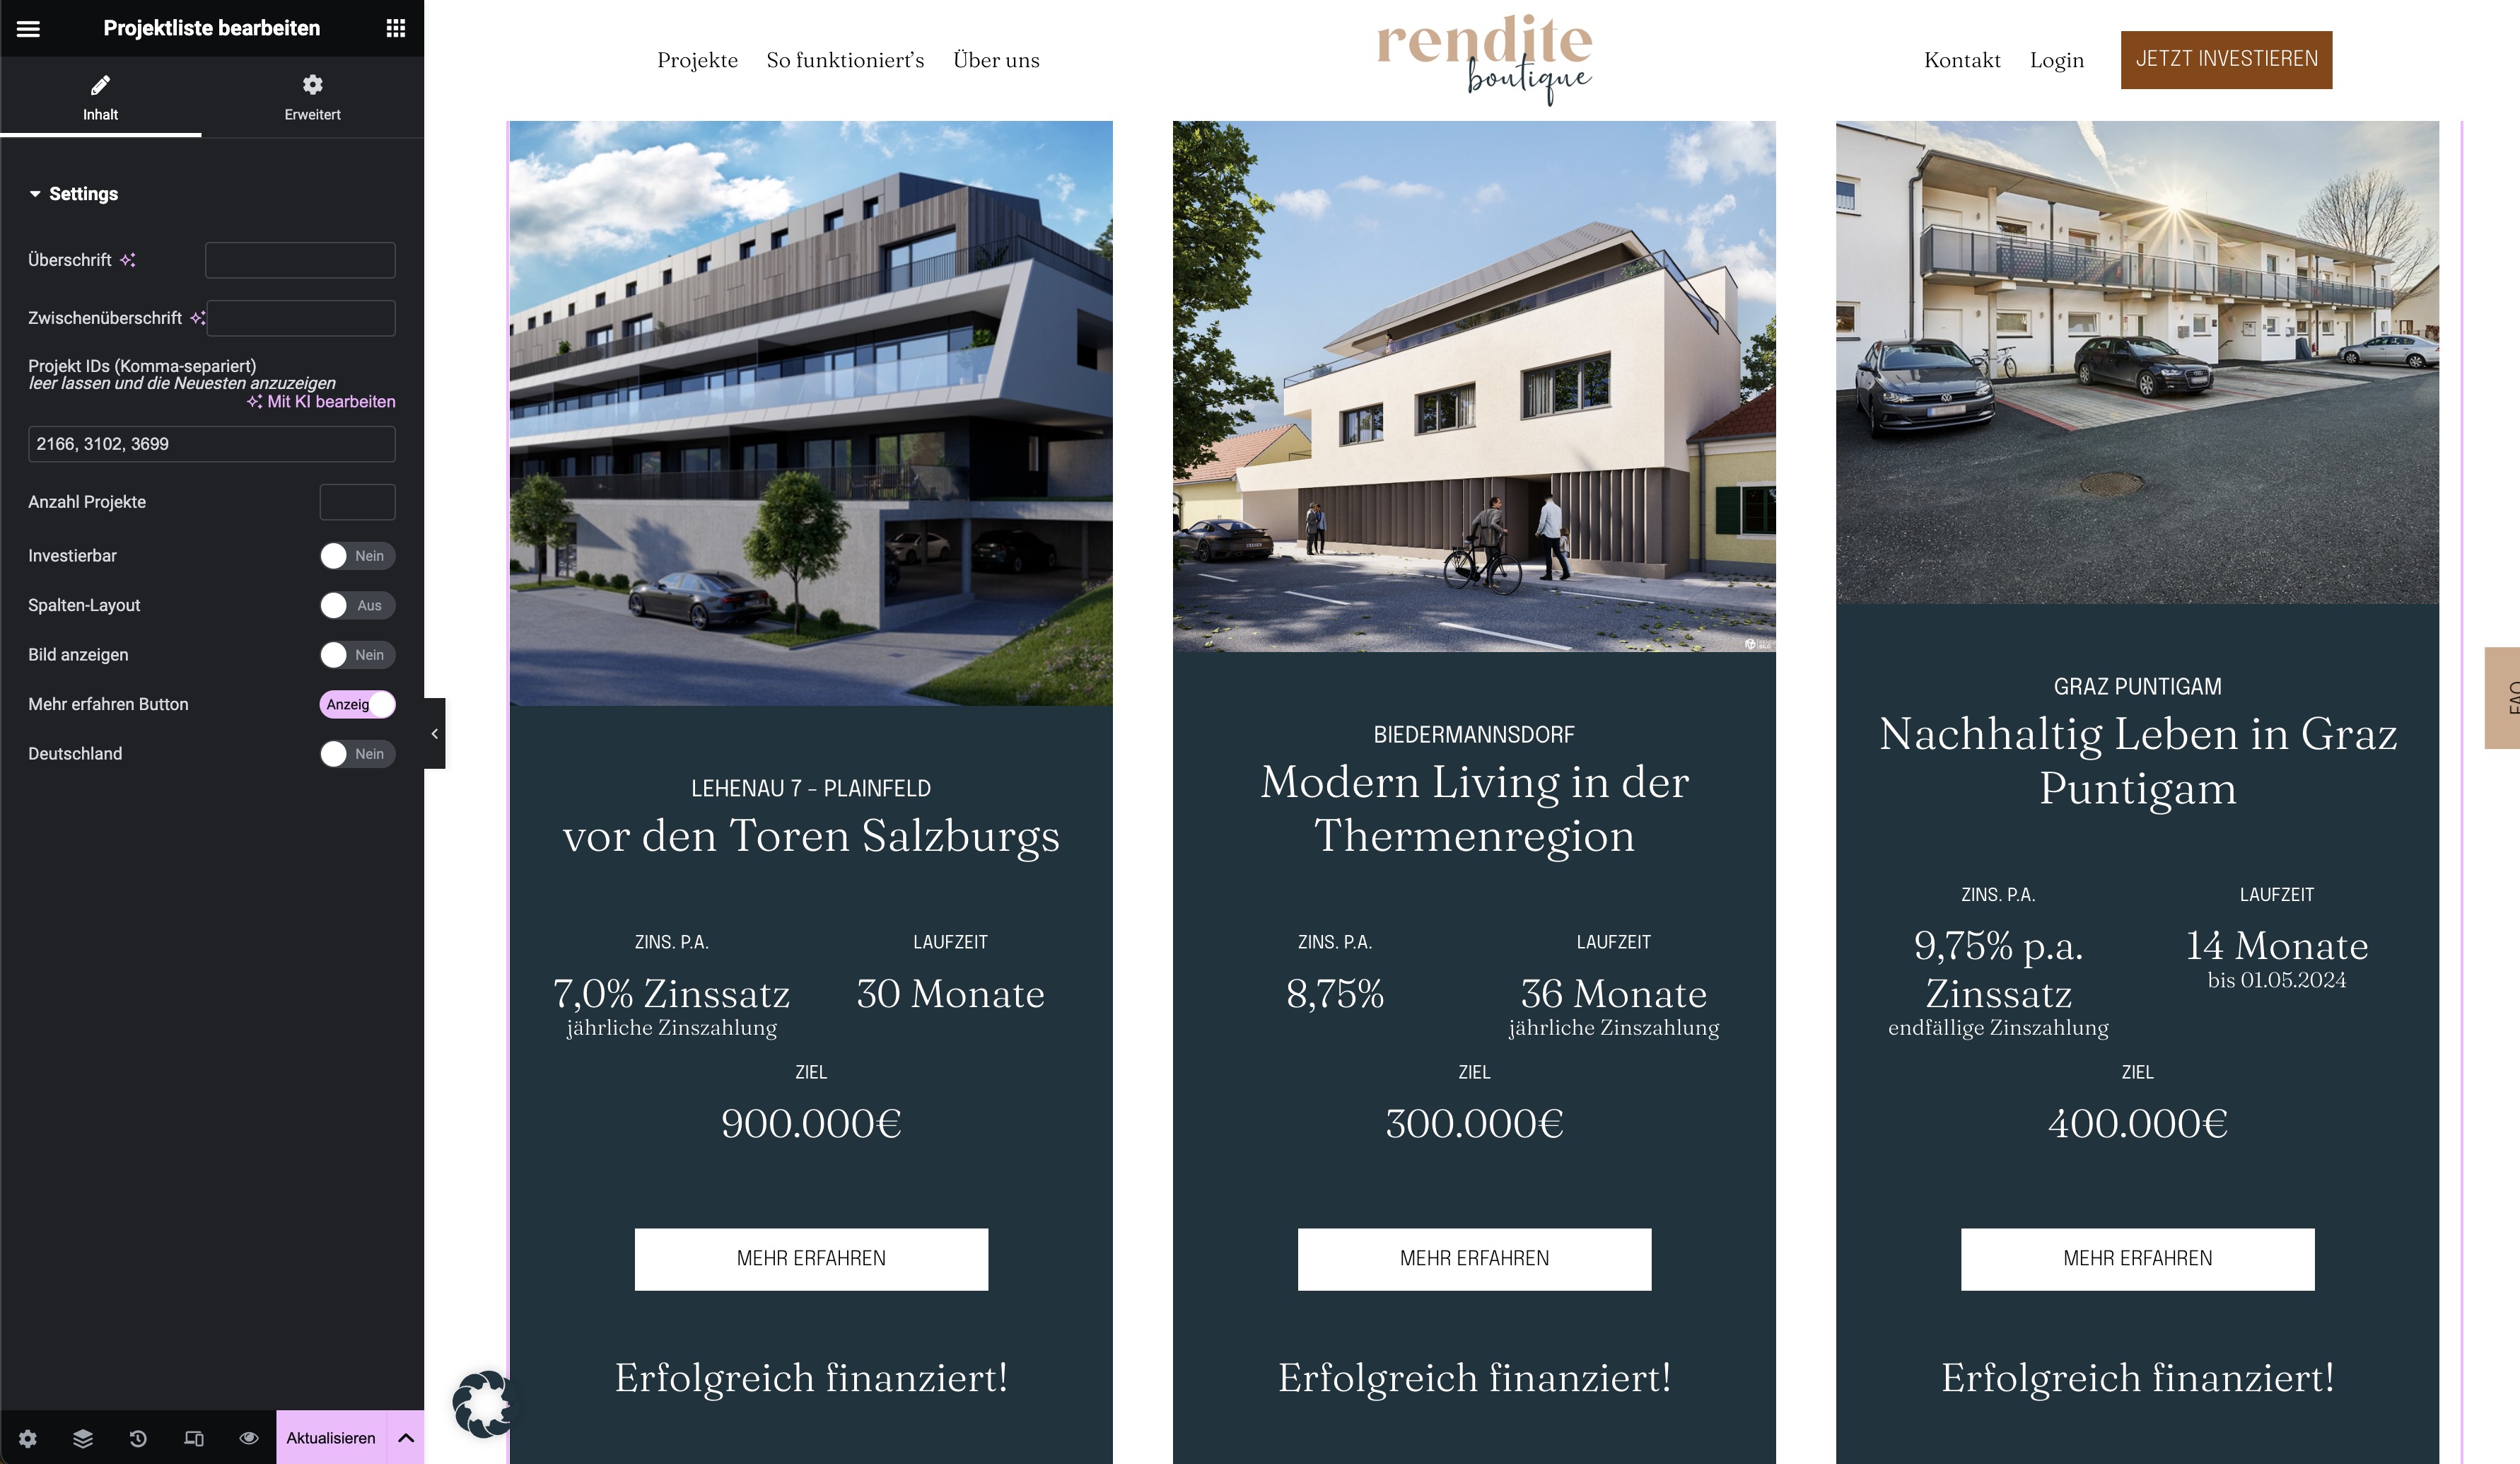 Projektliste bearbeiten
Inhalt
Erweitert
Settings
Überschrift
Zwischenüberschrift
Projekt IDs (Komma-separiert)
leer lassen und die Neuesten anzuzeigen
Mit KI bearbeiten
2166, 3102, 3699
Anzahl Projekte
Investierbar
Nein
Spalten-Layout
Aus
Bild anzeigen
Nein
Mehr erfahren Button
Anzeig
Deutschland
Nein
Aktualisieren
Projekte
So funktioniert's
Über uns
rendite
boutique
Kontakt
Login
JETZT INVESTIEREN
LEHENAU 7 – PLAINFELD
vor den Toren Salzburgs
ZINS. P.A.
LAUFZEIT
7,0% Zinssatz
30 Monate
jährliche Zinszahlung
ZIEL
900.000€
MEHR ERFAHREN
Erfolgreich finanziert!
BIEDERMANNSDORF
Modern Living in der
Thermenregion
ZINS. P.A.
LAUFZEIT
8,75%
36 Monate
jährliche Zinszahlung
ZIEL
300.000€
MEHR ERFAHREN
Erfolgreich finanziert!
GRAZ PUNTIGAM
Nachhaltig Leben in Graz
Puntigam
ZINS. P.A.
LAUFZEIT
9,75% p.a.
Zinssatz
14 Monate
bis 01.05.2024
endfällige Zinszahlung
ZIEL
400.000€
MEHR ERFAHREN
Erfolgreich finanziert!
FAQ